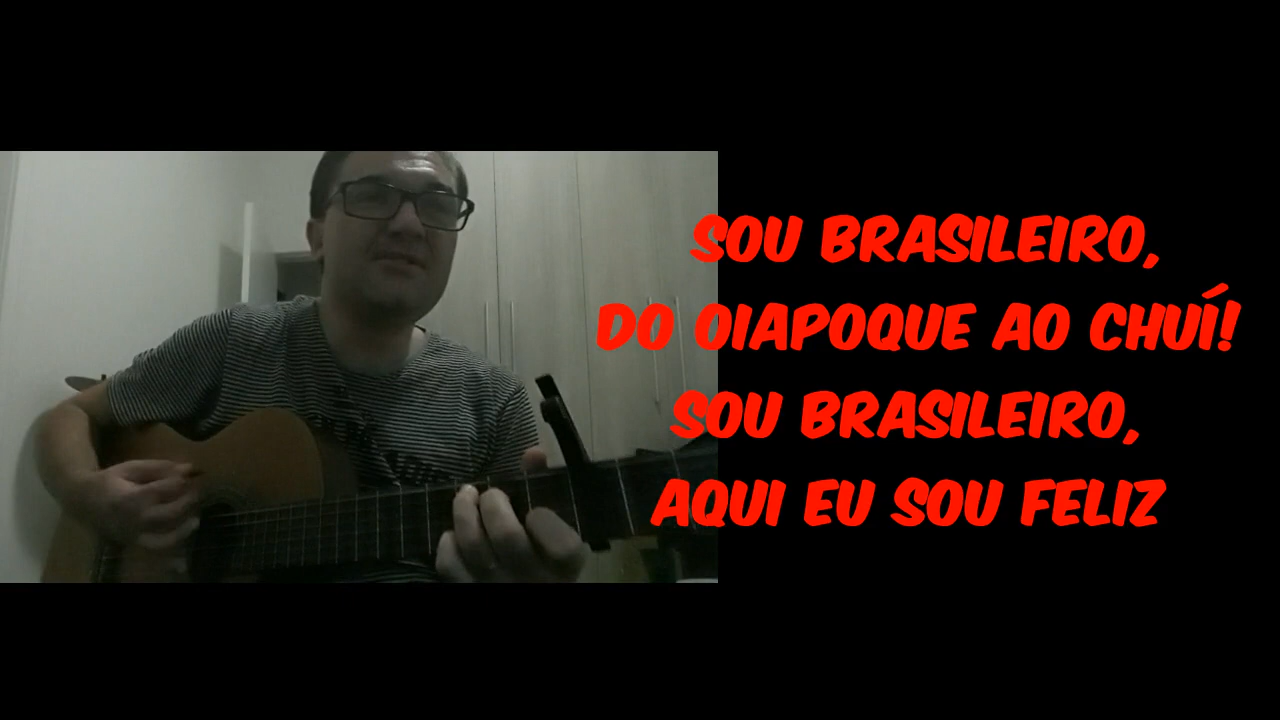 SOU BRASILEIRO,
DO OIAPOQUE AO CHUÍ!
SOU BRASILEIRO,
AQUI EU SOU FELIZ